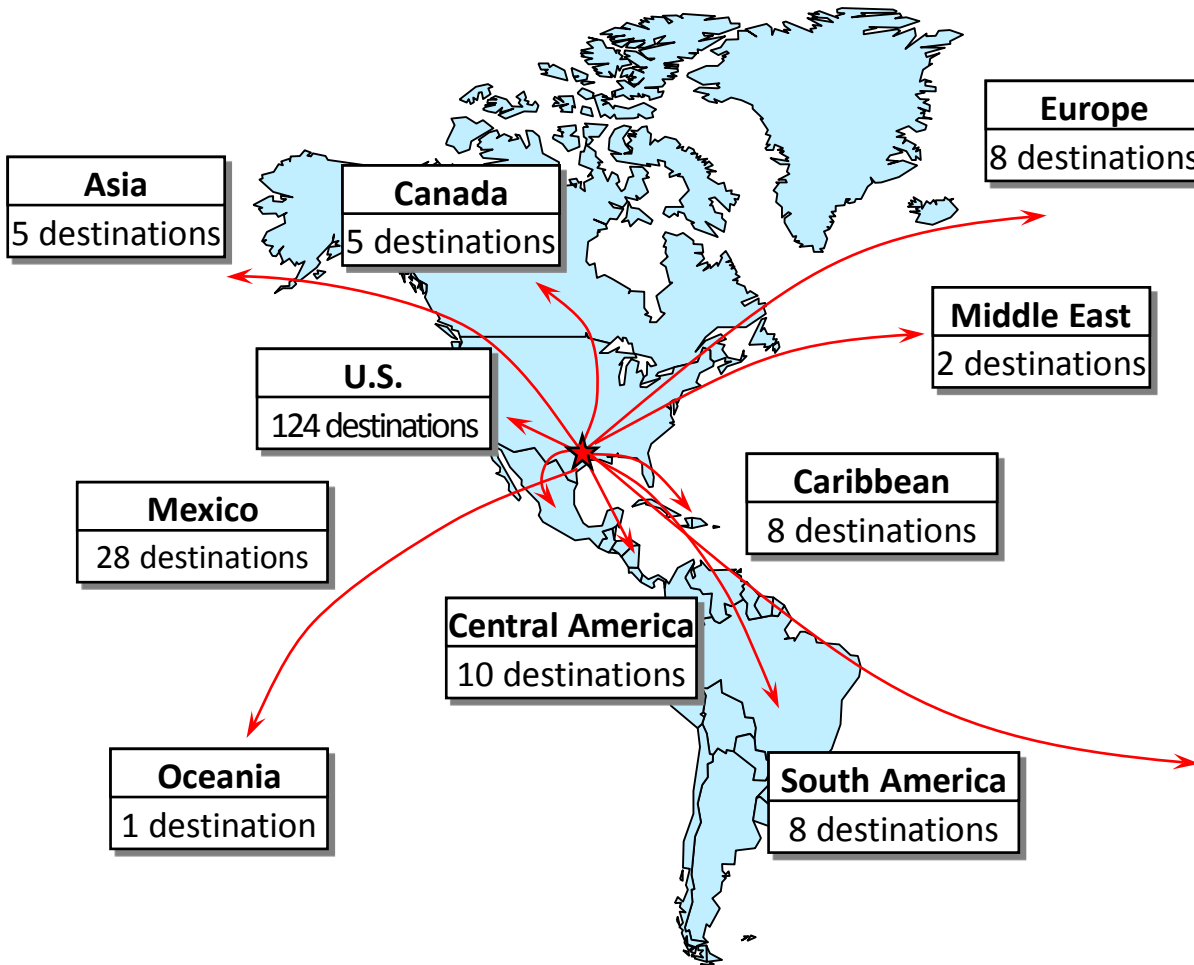 Europe
8 destinations
Asia
5 destinations
Canada
5 destinations
Middle East
2 destinations
U.S.
124 destinations
Caribbean
8 destinations
Mexico
28 destinations
Central America
10 destinations
Oceania
1 destination
South America
8 destinations